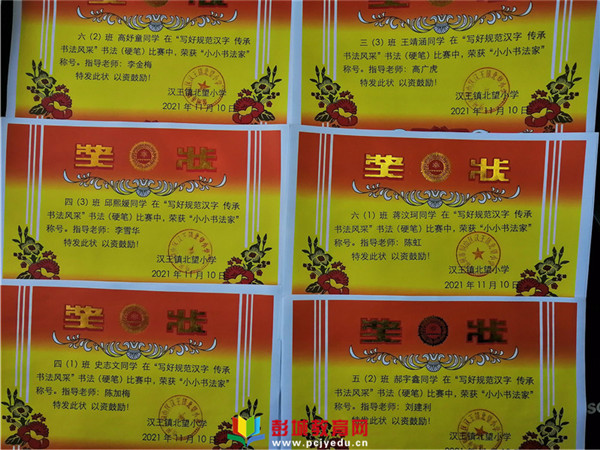 六(2)班 高妤童同学 在“写好规范汉字 传承
书法风采”书法(硬笔)比赛中,荣获“小小书法家”
称号。指导老师:李金梅
特发此状 以资鼓励!
汉王镇北望小学
2021年11月10日
三(3)班 王靖涵同学 在“写好规范汉字 传承
书法风采”书法(硬笔)比赛中,荣获“小小书法家”
称号。指导老师:高广虎
特发此状 以资鼓励!
汉王镇北望小学
2021年11月10日
奖状
四(3)班 邱熙媛同学 在“写好规范汉字 传承
书法风采”书法(硬笔)比赛中,荣获“小小书法家”
称号。指导老师:李雪华
特发此状 以资鼓励!
汉王镇北望小学
2021年11月10日
奖状
六(1)班 蒋汶珂同学 在“写好规范汉字 传承
书法风采”书法(硬笔)比赛中,荣获“小小书法家”
称号。指导老师:陈虹
特发此状 以资鼓励!
汉王镇北望小学
2021年11月10日
奖状
四(1)班 史志文同学 在“写好规范汉字 传承
书法风采”书法(硬笔)比赛中,荣获“小小书法家”
称号。指导老师:陈加梅
特发此状 以资鼓励!
汉王镇北望小学
2021年11月10日
奖状
五(2)班 郝宇鑫同学 在“写好规范汉字 传承
书法风采”书法(硬笔)比赛中,荣获“小小书法家”
称号。指导老师:刘建利
特发此状 以资鼓励!
彭城教育网
www.pcjyedu.cn